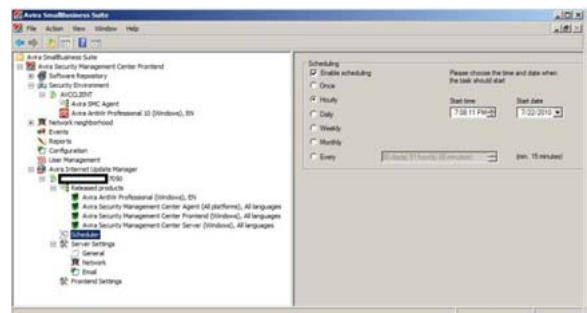 Avira SmallBusiness Suite
File Action View Window Help
Avira SmallBusiness Suite
Avira Security Management Center Frontend
Software Repository
Security Environment
AVCLIENT
Avira SMC Agent
Avira AntiVir Professional 10 (Windows), EN
Network neighborhood
Events
Reports
Configuration
User Management
Avira Internet Update Manager
:7050
Released products
Avira AntiVir Professional (Windows), EN
Avira Security Management Center Agent (All platforms), All languages
Avira Security Management Center Frontend (Windows), All languages
Avira Security Management Center Server (Windows), All languages
Scheduler
Server Settings
General
Network
Email
Frontend Settings
Scheduling
Enable scheduling
Please choose the time and date when
the task should start
Once
Hourly
Start time
Start date
Daily
7:08:11 PM
7/22/2010
Weekly
Monthly
Every
(min. 15 minutes)